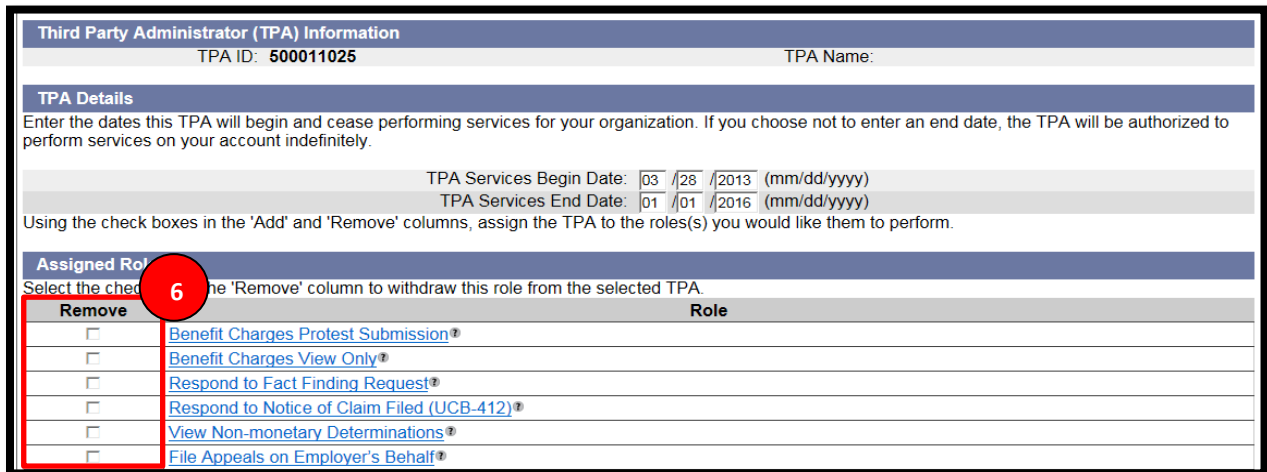 Third Party Administrator (TPA) Information
TPA ID: 500011025 TPA Name:
TPA Details
Enter the dates this TPA will begin and cease performing services for your organization. If you choose not to enter an end date, the TPA will be authorized to
perform services on your account indefinitely.
TPA Services Begin Date: 03 / 28 / 2013 (mm/dd/yyyy)
TPA Services End Date: 01 / 01 / 2016 (mm/dd/yyyy)
Using the check boxes in the 'Add' and 'Remove' columns, assign the TPA to the roles(s) you would like them to perform.
Assigned Rol
6
Select the chec he 'Remove' column to withdraw this role from the selected TPA.
Remove Role
Benefit Charges Protest Submission ?
Benefit Charges View Only ?
Respond to Fact Finding Request ?
Respond to Notice of Claim Filed (UCB-412) ?
View Non-monetary Determinations ?
File Appeals on Employer's Behalf ?